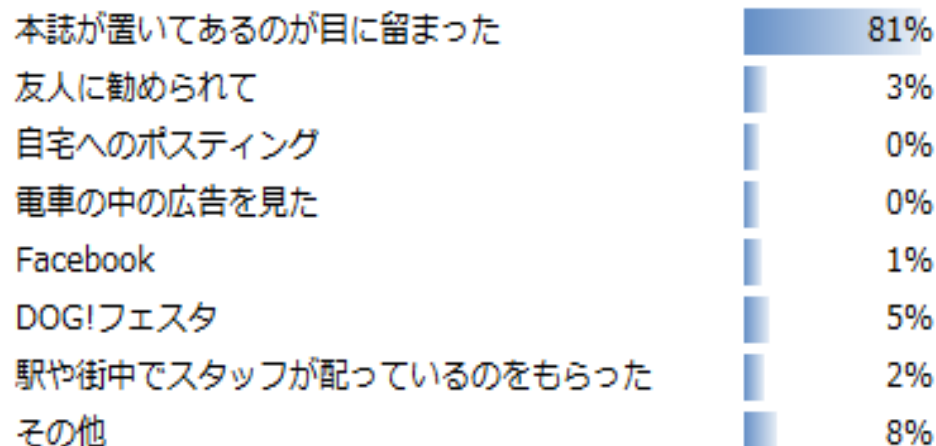 本誌が置いてあるのが目に留まった 81%
友人に勧められて 3%
自宅へのポスティング 0%
電車の中の広告を見た 0%
Facebook 1%
DOG!フェスタ 5%
駅や街中でスタッフが配っているのをもらった 2%
その他 8%